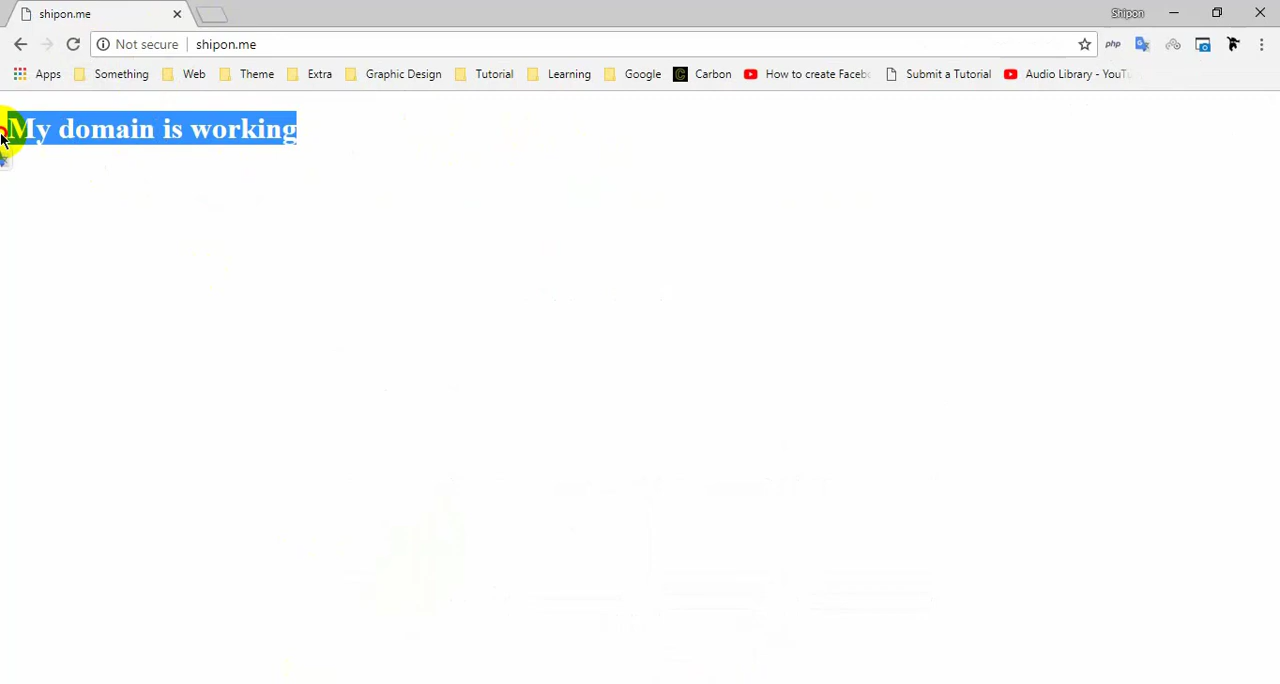 shipon.me
Shipon
Not secure shipon.me
php
Apps Something Web Theme Extra Graphic Design Tutorial Learning Google Carbon How to create Faceb Submit a Tutorial Audio Library - YouTu
My domain is working